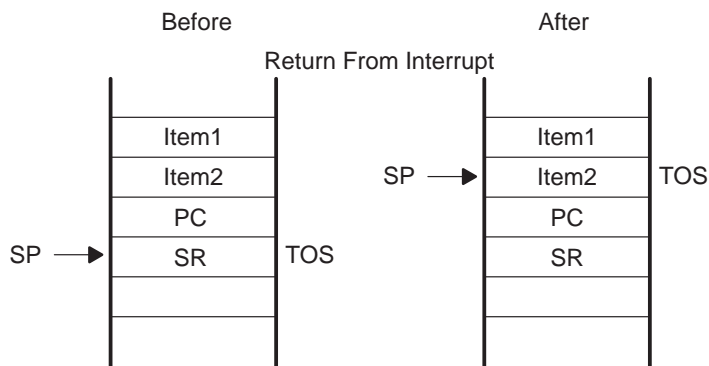 Before After
Return From Interrupt
Item1 Item1
Item2 SP Item2 TOS
PC PC
SP SR TOS SR